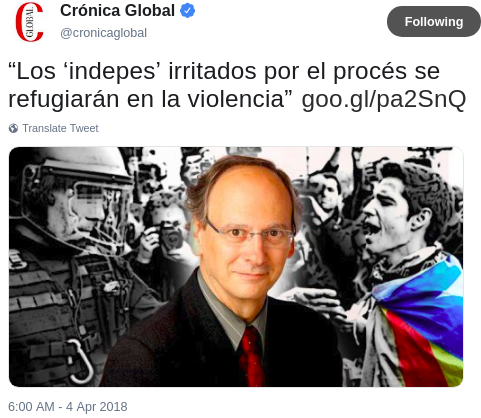 GLOBAL
Crónica Global
@cronicaglobal
Following
“Los ‘indepes’ irritados por el procés se
refugiarán en la violencia” goo.gl/pa2SnQ
Translate Tweet
6:00 AM - 4 Apr 2018